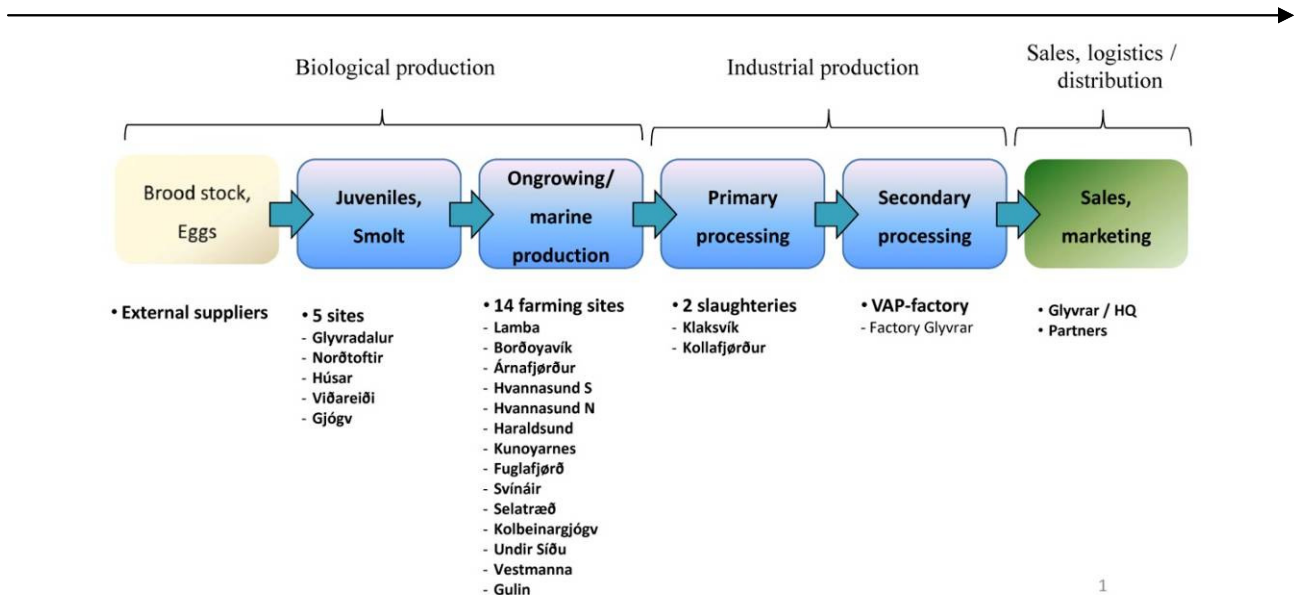 Biological production
Industrial production
Sales, logistics /
distribution
Brood stock,
Eggs
Juveniles,
Smolt
Ongrowing/
marine
production
Primary
processing
Secondary
processing
Sales,
marketing
• External suppliers
• 5 sites
- Glyvradalur
- Norðtoftir
- Húsar
- Viðareiði
- Gjógv
• 14 farming sites
- Lamba
- Borðoyavík
- Árnafjørður
- Hvannasund S
- Hvannasund N
- Haraldsund
- Kunoyarnes
- Fuglafjørð
- Svínáir
- Selatræð
- Kolbeinargjógv
- Undir Síðu
- Vestmanna
- Gulin
• 2 slaughteries
- Klaksvík
- Kollafjørður
• VAP-factory
- Factory Glyvrar
• Glyvrar / HQ
• Partners
1